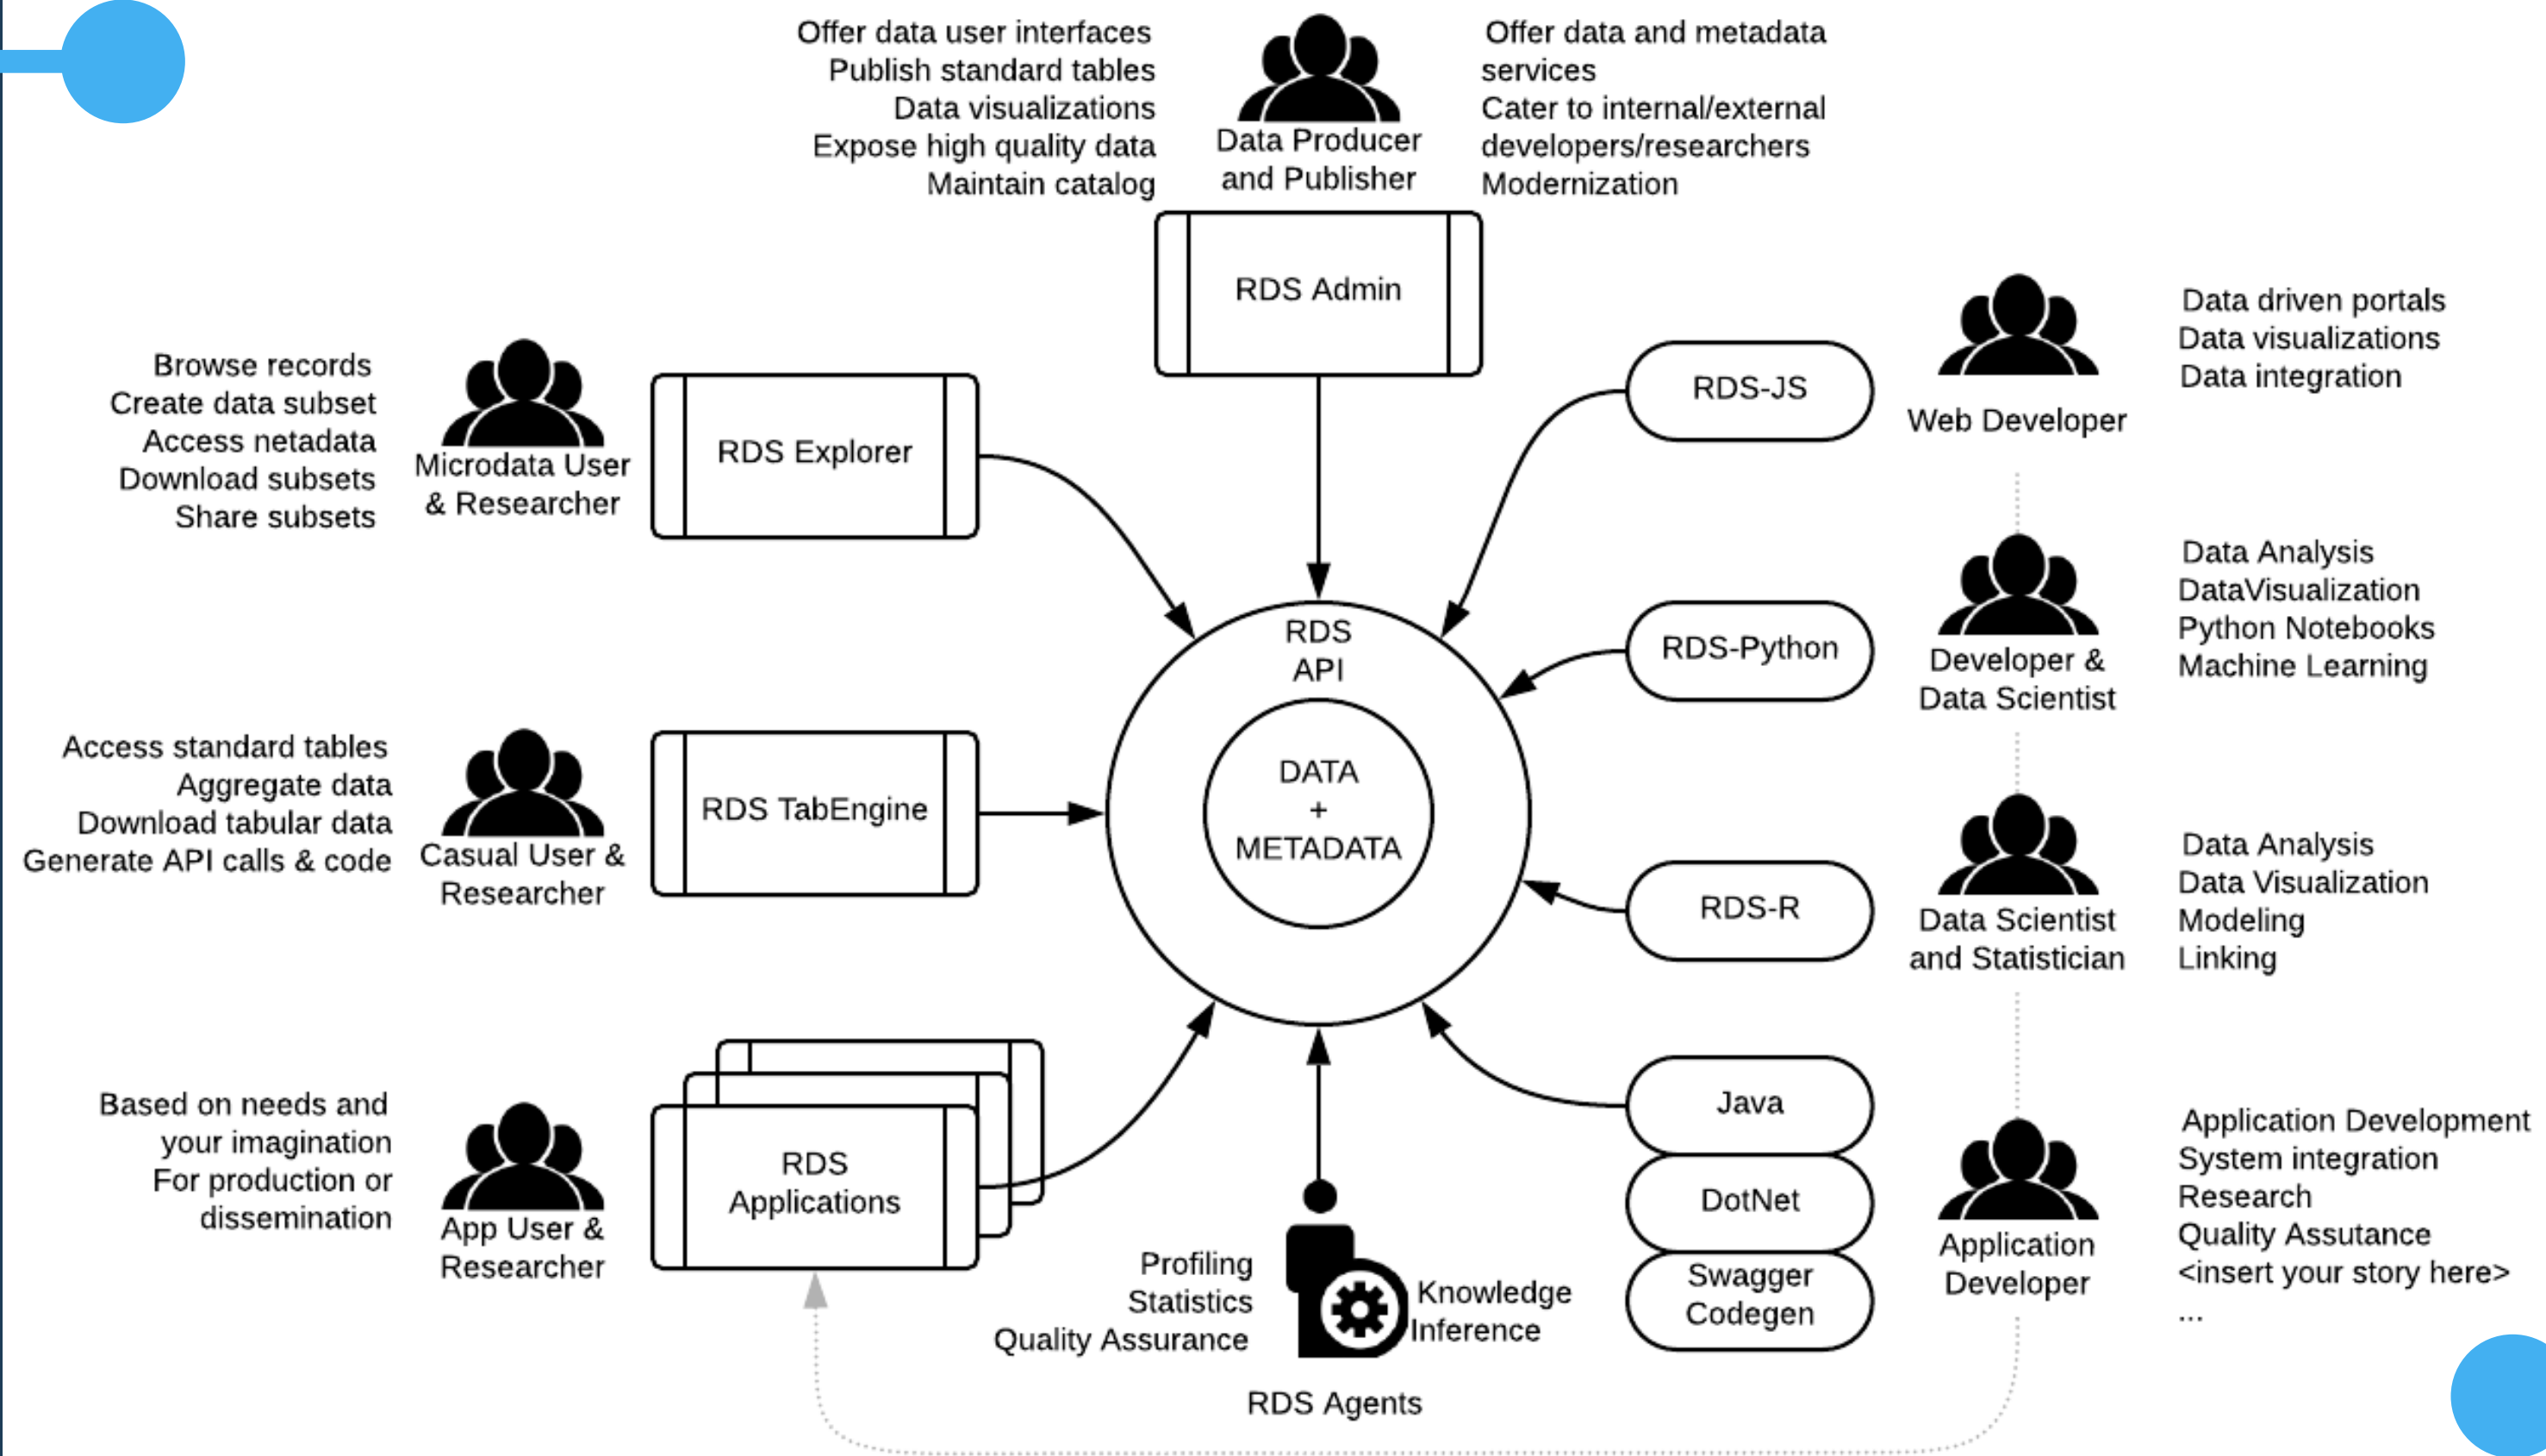 Offer data user interfaces
Publish standard tables
Data visualizations
Expose high quality data
Maintain catalog
Data Producer
and Publisher
Offer data and metadata
services
Cater to internal/external
developers/researchers
Modernization
RDS Admin
Browse records
Create data subset
Access netadata
Download subsets
Share subsets
Microdata User
& Researcher
RDS Explorer
RDS-JS
Web Developer
Data driven portals
Data visualizations
Data integration
RDS
API
DATA
+
METADATA
RDS-Python
Developer &
Data Scientist
Data Analysis
DataVisualization
Python Notebooks
Machine Learning
Access standard tables
Aggregate data
Download tabular data
Generate API calls & code
Casual User &
Researcher
RDS TabEngine
RDS-R
Data Scientist
and Statistician
Data Analysis
Data Visualization
Modeling
Linking
Based on needs and
your imagination
For production or
dissemination
App User &
Researcher
RDS
Applications
Profiling
Statistics
Quality Assurance
Knowledge
Inference
RDS Agents
Java
DotNet
Swagger
Codegen
Application
Developer
Application Development
System integration
Research
Quality Assutance
<insert your story here>
...